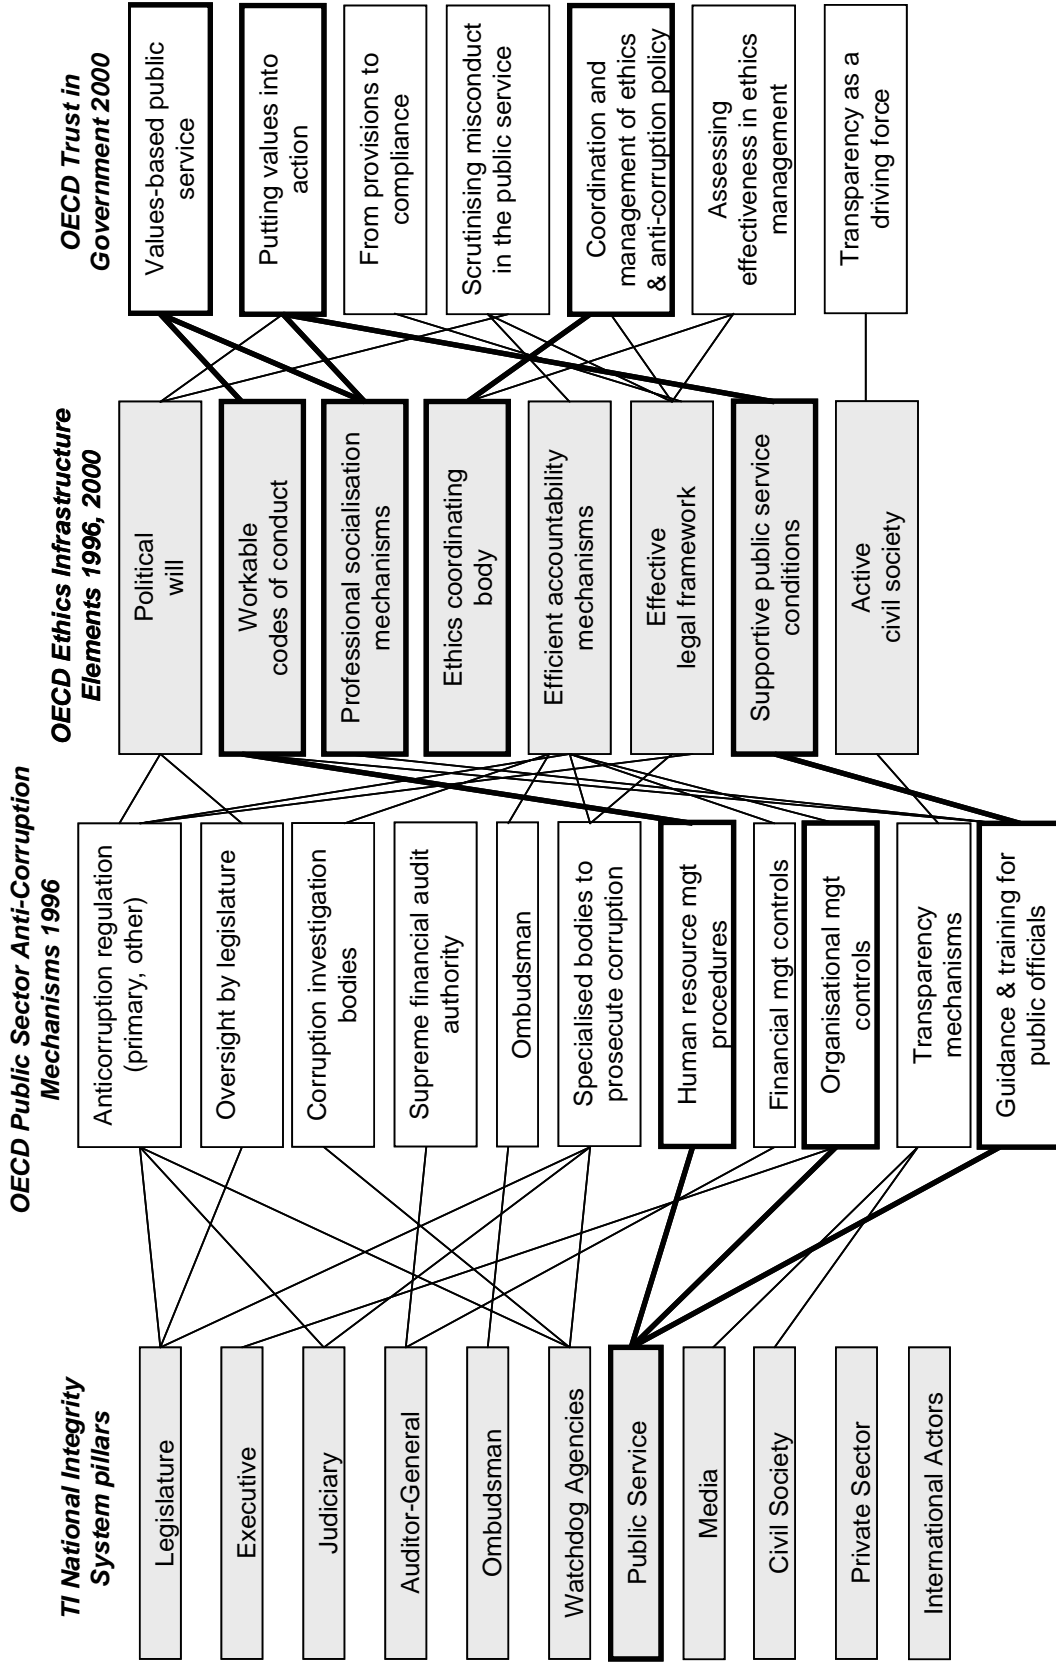 TI National Integrity
System pillars
Legislature
Executive
Judiciary
Auditor-General
Ombudsman
Watchdog Agencies
Public Service
Media
Civil Society
Private Sector
International Actors
OECD Public Sector Anti-Corruption
Mechanisms 1996
Anticorruption regulation
(primary, other)
Oversight by legislature
Corruption investigation
bodies
Supreme financial audit
authority
Ombudsman
Specialised bodies to
prosecute corruption
Human resource mgt
procedures
Financial mgt controls
Organisational mgt
controls
Transparency
mechanisms
Guidance & training for
public officials
OECD Ethics Infrastructure
Elements 1996, 2000
Political
will
Workable
codes of conduct
Professional socialisation
mechanisms
Ethics coordinating
body
Efficient accountability
mechanisms
Effective
legal framework
Supportive public service
conditions
Active
civil society
OECD Trust in
Government 2000
Values-based public
service
Putting values into
action
From provisions to
compliance
Scrutinising misconduct
in the public service
Coordination and
management of ethics
& anti-corruption policy
Assessing
effectiveness in ethics
management
Transparency as a
driving force